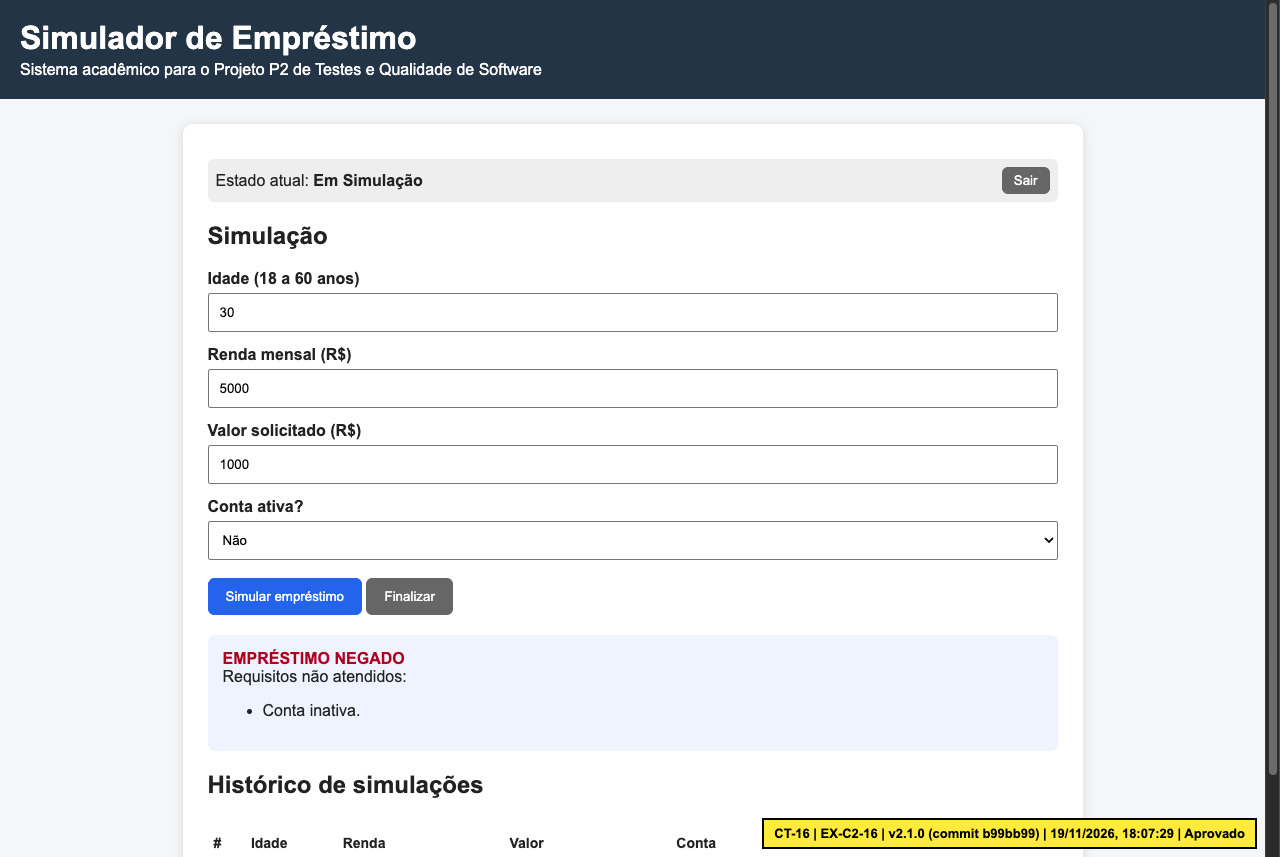 Simulador de Empréstimo
Sistema acadêmico para o Projeto P2 de Testes e Qualidade de Software
Estado atual: Em Simulação
Sair
Simulação
Idade (18 a 60 anos)
30
Renda mensal (R$)
5000
Valor solicitado (R$)
1000
Conta ativa?
Não
Simular empréstimo
Finalizar
EMPRÉSTIMO NEGADO
Requisitos não atendidos:
• Conta inativa.
Histórico de simulações
# Idade Renda Valor Conta
CT-16 | EX-C2-16 | v2.1.0 (commit b99bb99) | 19/11/2026, 18:07:29 | Aprovado